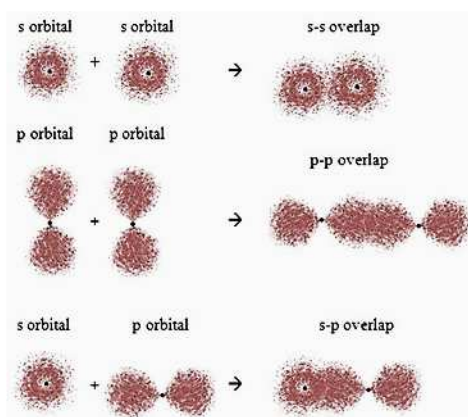 s orbital s orbital s-s overlap
+ →
p orbital p orbital p-p overlap
+ →
s orbital p orbital s-p overlap
+ →